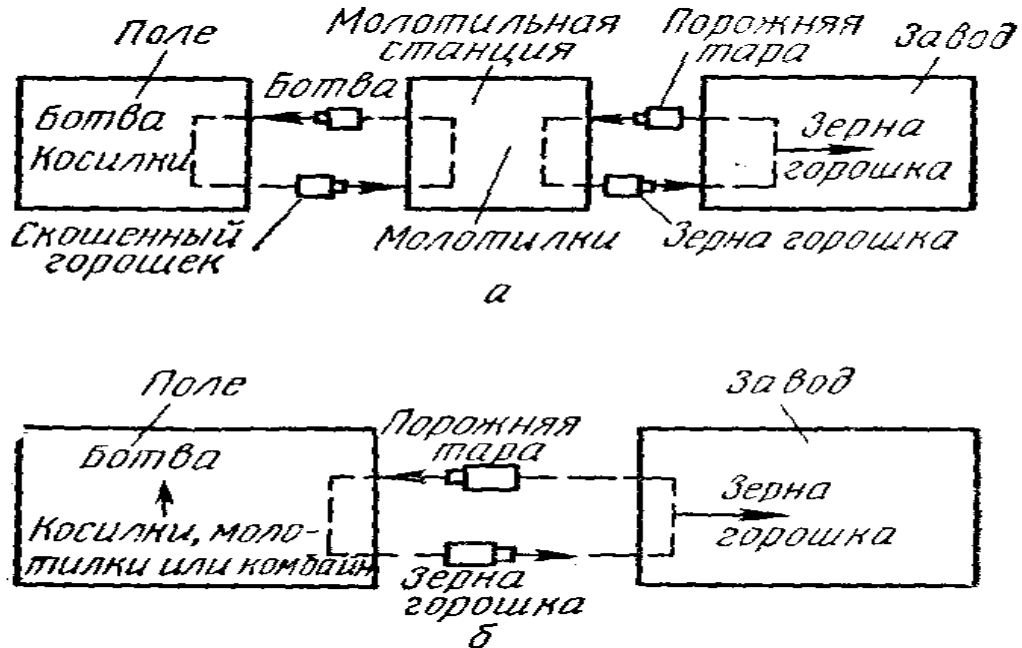 Поле
Молотильная
станция
Порожняя
тара
Завод
Ботва
Ботва
Косилки
Зерна
горошка
Скошенный
горошек
Молотилки
Зерна горошка
а
Поле
Завод
Ботва
Порожняя
тара
Зерна
горошка
Косилки, моло-
тилки или комбайн
Зерна
горошка
б